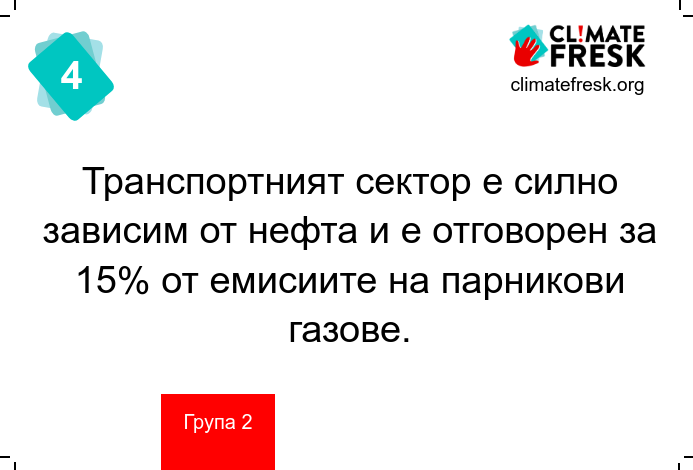 4
CL!MATE
FRESK
climatefresk.org
Транспортният сектор е силно
зависим от нефта и е отговорен за
15% от емисиите на парникови
газове.
Група 2